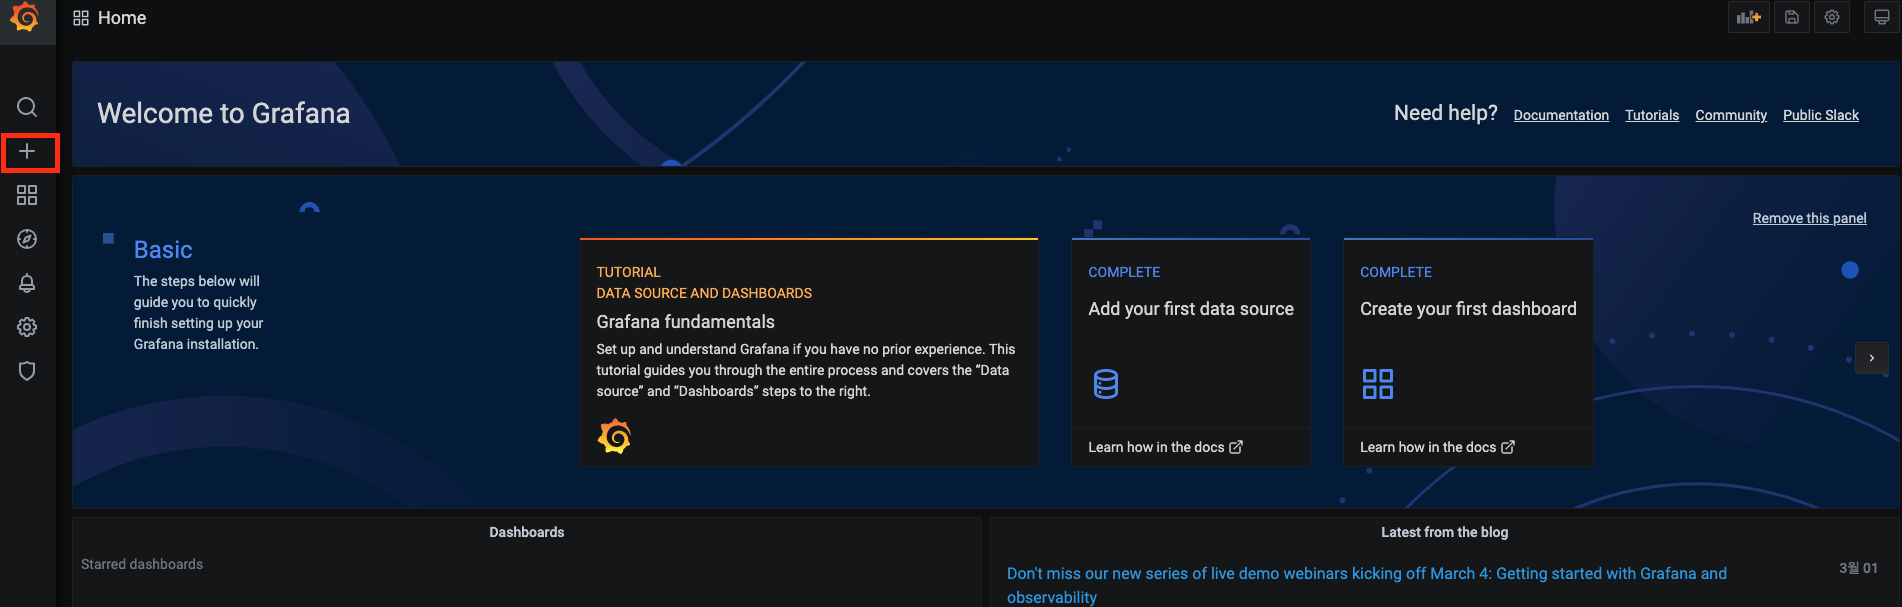 Home
Welcome to Grafana
Need help? Documentation Tutorials Community Public Slack
Remove this panel
Basic
The steps below will
guide you to quickly
finish setting up your
Grafana installation.
TUTORIAL
DATA SOURCE AND DASHBOARDS
Grafana fundamentals
Set up and understand Grafana if you have no prior experience. This
tutorial guides you through the entire process and covers the “Data
source” and “Dashboards” steps to the right.
COMPLETE
Add your first data source
Learn how in the docs
COMPLETE
Create your first dashboard
Learn how in the docs
Dashboards
Starred dashboards
Latest from the blog
Don't miss our new series of live demo webinars kicking off March 4: Getting started with Grafana and
observability
3월 01